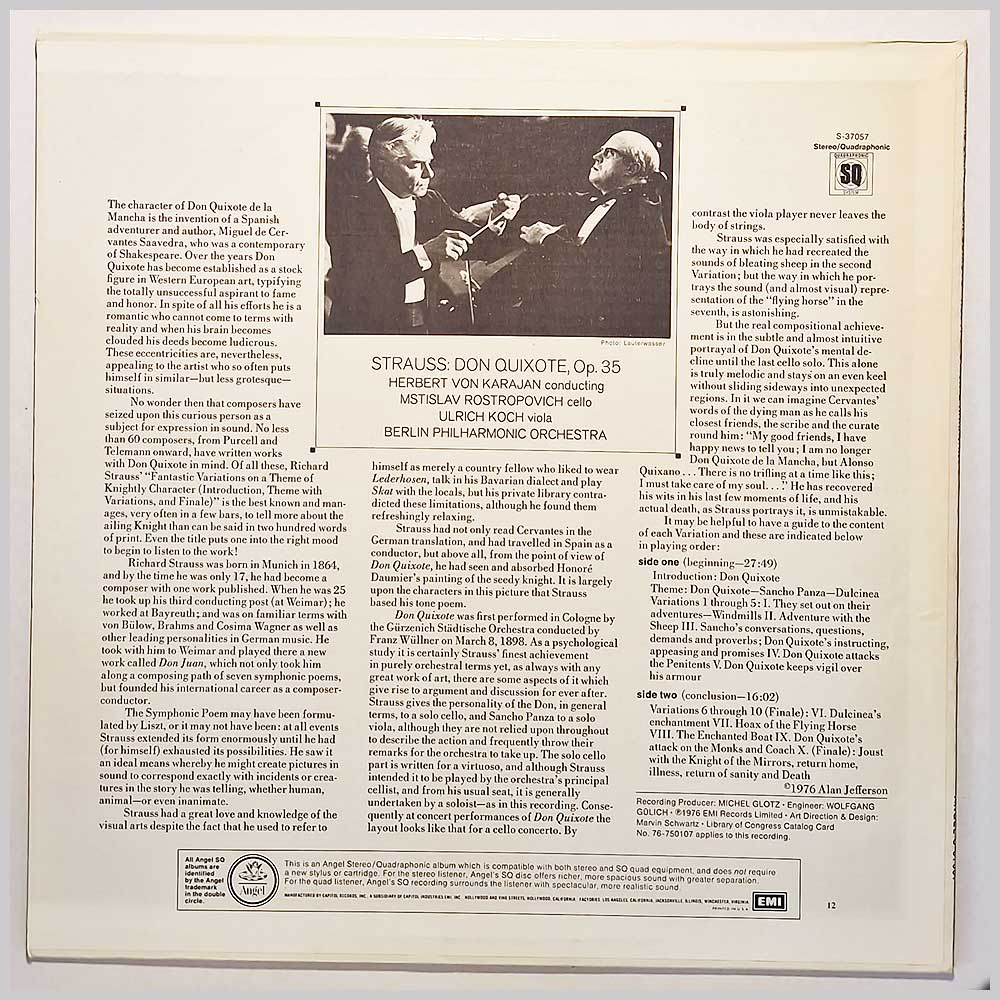 S-37057
Stereo/Quadraphonic
QUADRAPHONIC
SQ
SYSTEM
Photo: Lauterwasser
STRAUSS: DON QUIXOTE, Op. 35
HERBERT VON KARAJAN conducting
MSTISLAV ROSTROPOVICH cello
ULRICH KOCH viola
BERLIN PHILHARMONIC ORCHESTRA
The character of Don Quixote de la
Mancha is the invention of a Spanish
adventurer and author, Miguel de Cer-
vantes Saavedra, who was a contemporary
of Shakespeare. Over the years Don
Quixote has become established as a stock
figure in Western European art, typifying
the totally unsuccessful aspirant to fame
and honor. In spite of all his efforts he is a
romantic who cannot come to terms with
reality and when his brain becomes
clouded his deeds become ludicrous.
These eccentricities are, nevertheless,
appealing to the artist who so often puts
himself in similar—but less grotesque—
situations.
No wonder then that composers have
seized upon this curious person as a
subject for expression in sound. No less
than 60 composers, from Purcell and
Telemann onward, have written works
with Don Quixote in mind. Of all these, Richard
Strauss' "Fantastic Variations on a Theme of
Knightly Character (Introduction, Theme with
Variations, and Finale)" is the best known and man-
ages, very often in a few bars, to tell more about the
ailing Knight than can be said in two hundred words
of print. Even the title puts one into the right mood
to begin to listen to the work!
Richard Strauss was born in Munich in 1864,
and by the time he was only 17, he had become a
composer with one work published. When he was 25
he took up his third conducting post (at Weimar); he
worked at Bayreuth; and was on familiar terms with
von Bülow, Brahms and Cosima Wagner as well as
other leading personalities in German music. He
took with him to Weimar and played there a new
work called Don Juan, which not only took him
along a composing path of seven symphonic poems,
but founded his international career as a composer-
conductor.
The Symphonic Poem may have been formu-
lated by Liszt, or it may not have been: at all events
Strauss extended its form enormously until he had
(for himself) exhausted its possibilities. He saw it
an ideal means whereby he might create pictures in
sound to correspond exactly with incidents or crea-
tures in the story he was telling, whether human,
animal—or even inanimate.
Strauss had a great love and knowledge of the
visual arts despite the fact that he used to refer to
himself as merely a country fellow who liked to wear
Lederhosen, talk in his Bavarian dialect and play
Skat with the locals, but his private library contra-
dicted these limitations, although he found them
refreshingly relaxing.
Strauss had not only read Cervantes in the
German translation, and had travelled in Spain as a
conductor, but above all, from the point of view of
Don Quixote, he had seen and absorbed Honoré
Daumier's painting of the seedy knight. It is largely
upon the characters in this picture that Strauss
based his tone poem.
Don Quixote was first performed in Cologne by
the Gürzenich Städtische Orchestra conducted by
Franz Wüllner on March 8, 1898. As a psychological
study it is certainly Strauss' finest achievement
in purely orchestral terms yet, as always with any
great work of art, there are some aspects of it which
give rise to argument and discussion for ever after.
Strauss gives the personality of the Don, in general
terms, to a solo cello, and Sancho Panza to a solo
viola, although they are not relied upon throughout
to describe the action and frequently throw their
remarks for the orchestra to take up. The solo cello
part is written for a virtuoso, and although Strauss
intended it to be played by the orchestra's principal
cellist, and from his usual seat, it is generally
undertaken by a soloist—as in this recording. Conse-
quently at concert performances of Don Quixote the
layout looks like that for a cello concerto. By
contrast the viola player never leaves the
body of strings.
Strauss was especially satisfied with
the way in which he had recreated the
sounds of bleating sheep in the second
Variation; but the way in which he por-
trays the sound (and almost visual) repre-
sentation of the "flying horse" in the
seventh, is astonishing.
But the real compositional achieve-
ment is in the subtle and almost intuitive
portrayal of Don Quixote's mental de-
cline until the last cello solo. This alone
is truly melodic and stays on an even keel
without sliding sideways into unexpected
regions. In it we can imagine Cervantes'
words of the dying man as he calls his
closest friends, the scribe and the curate
round him: "My good friends, I have
happy news to tell you; I am no longer
Don Quixote de la Mancha, but Alonso
Quixano . . . There is no trifling at a time like this;
I must take care of my soul. . . ." He has recovered
his wits in his last few moments of life, and his
actual death, as Strauss portrays it, is unmistakable.
It may be helpful to have a guide to the content
of each Variation and these are indicated below
in playing order:
side one (beginning—27:49)
Introduction: Don Quixote
Theme: Don Quixote—Sancho Panza—Dulcinea
Variations 1 through 5: I. They set out on their
adventures—Windmills II. Adventure with the
Sheep III. Sancho's conversations, questions,
demands and proverbs; Don Quixote's instructing,
appeasing and promises IV. Don Quixote attacks
the Penitents V. Don Quixote keeps vigil over
his armour
side two (conclusion—16:02)
Variations 6 through 10 (Finale): VI. Dulcinea's
enchantment VII. Hoax of the Flying Horse
VIII. The Enchanted Boat IX. Don Quixote's
attack on the Monks and Coach X. (Finale): Joust
with the Knight of the Mirrors, return home,
illness, return of sanity and Death
©1976 Alan Jefferson
Recording Producer: MICHEL GLOTZ • Engineer: WOLFGANG
GÜLICH • ℗1976 EMI Records Limited • Art Direction & Design:
Marvin Schwartz • Library of Congress Catalog Card
No. 76-750107 applies to this recording.
All Angel SQ
albums are
identified
by the Angel
trademark
in the double
circle.
Angel
This is an Angel Stereo/Quadraphonic album which is compatible with both stereo and SQ quad equipment, and does not require
a new stylus or cartridge. For the stereo listener, Angel's SQ disc offers richer, more spacious sound with greater separation.
For the quad listener, Angel's SQ recording surrounds the listener with spectacular, more realistic sound.
MANUFACTURED BY CAPITOL RECORDS, INC., A SUBSIDIARY OF CAPITOL INDUSTRIES-EMI, INC., HOLLYWOOD AND VINE STREETS, HOLLYWOOD, CALIFORNIA. FACTORIES: LOS ANGELES, CALIFORNIA, JACKSONVILLE, ILLINOIS, WINCHESTER, VIRGINIA.
PRINTED IN U.S.A.
EMI
12